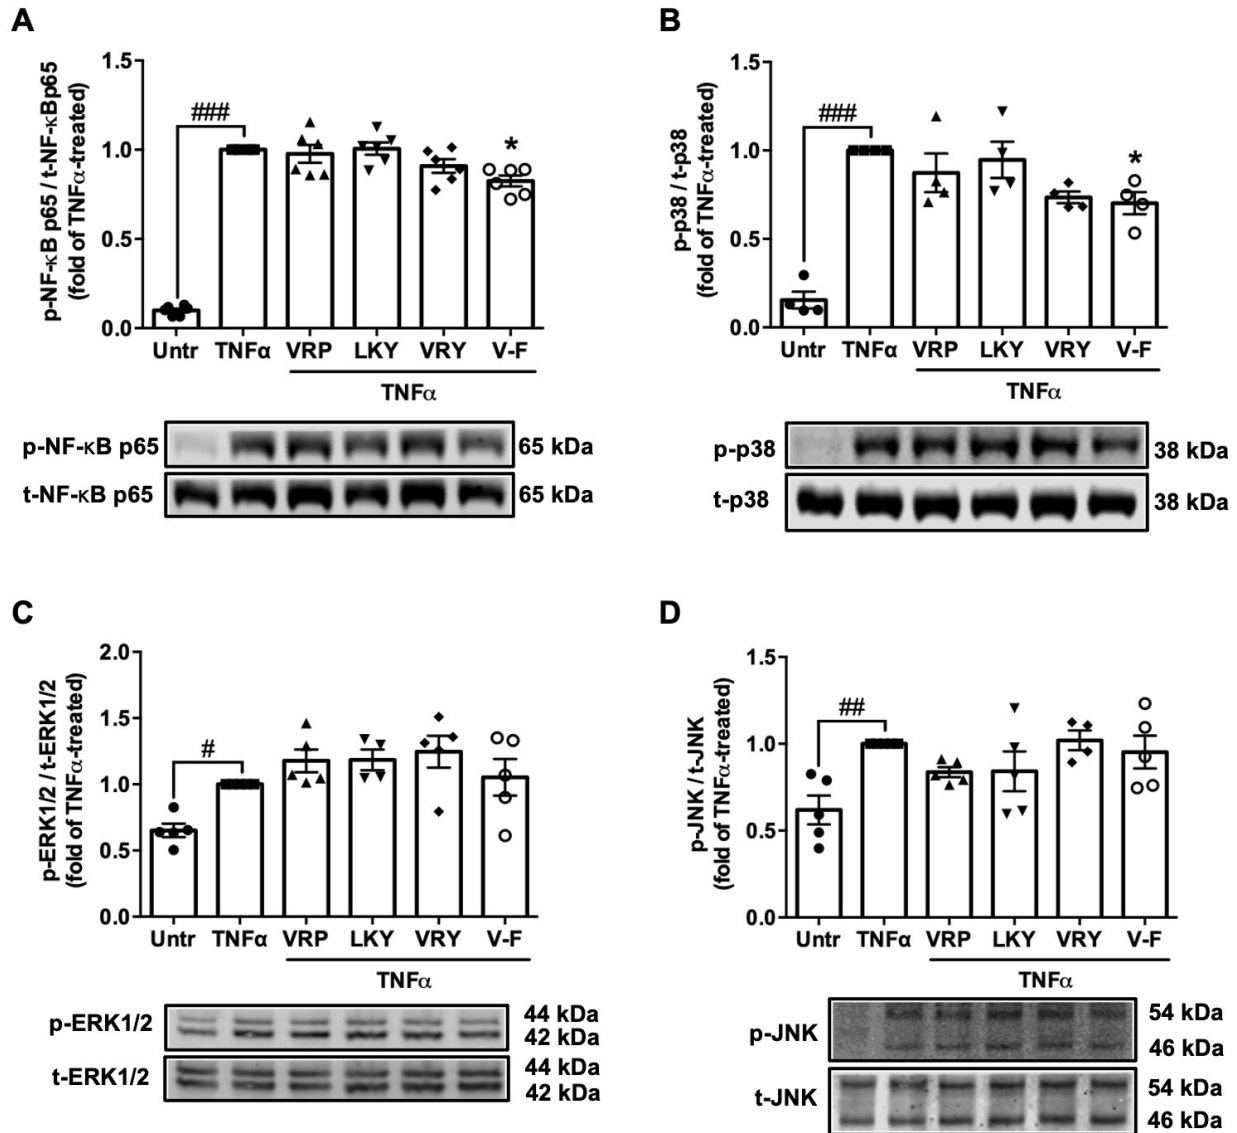 A
p-NF-κB p65 / t-NF-κBp65
(fold of TNFα-treated)
1.5
1.0
0.5
0.0
###
*
Untr TNFα VRP LKY VRY V-F
TNFα
p-NF-κB p65 65 kDa
t-NF-κB p65 65 kDa
B
p-p38 / t-p38
(fold of TNFα-treated)
1.5
1.0
0.5
0.0
###
*
Untr TNFα VRP LKY VRY V-F
TNFα
p-p38 38 kDa
t-p38 38 kDa
C
p-ERK1/2 / t-ERK1/2
(fold of TNFα-treated)
2.0
1.5
1.0
0.5
0.0
#
Untr TNFα VRP LKY VRY V-F
TNFα
p-ERK1/2 44 kDa
42 kDa
t-ERK1/2 44 kDa
42 kDa
D
p-JNK / t-JNK
(fold of TNFα-treated)
1.5
1.0
0.5
0.0
##
Untr TNFα VRP LKY VRY V-F
TNFα
p-JNK 54 kDa
46 kDa
t-JNK 54 kDa
46 kDa